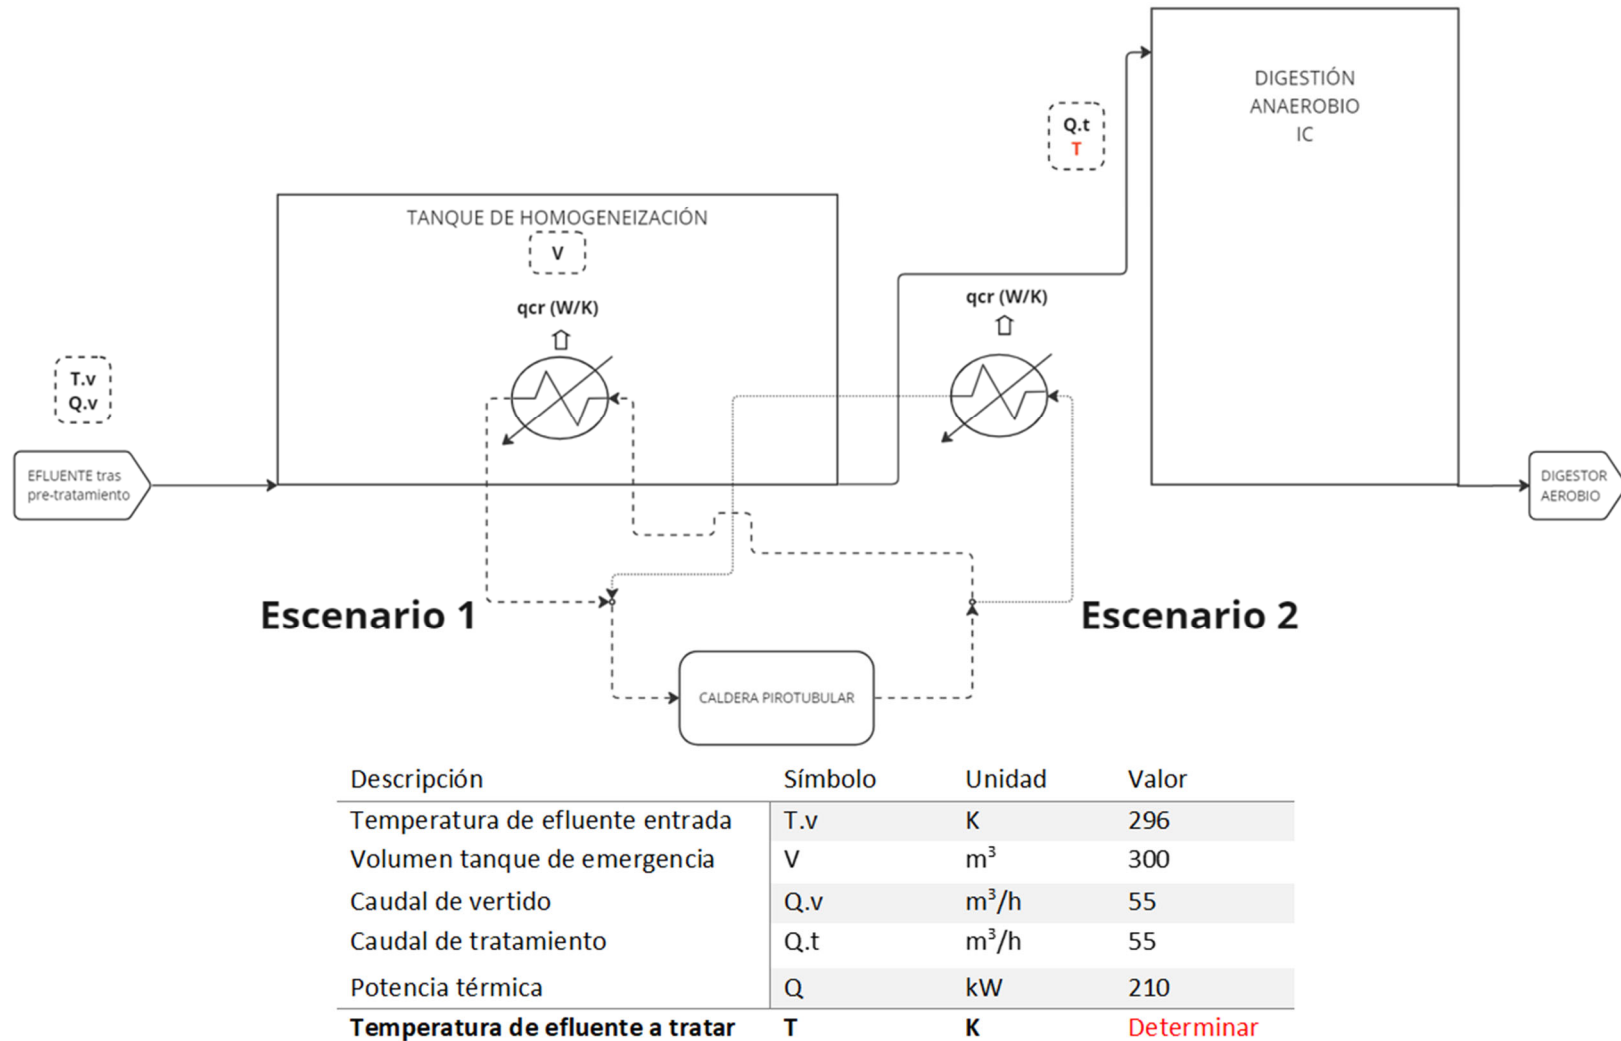 DIGESTIÓN
ANAEROBIO
IC
Q.t
T
TANQUE DE HOMOGENEIZACIÓN
V
qcr (W/K)
qcr (W/K)
T.v
Q.v
EFLUENTE tras
pre-tratamiento
DIGESTOR
AEROBIO
Escenario 1
Escenario 2
CALDERA PIROTUBULAR
Descripción Símbolo Unidad Valor
Temperatura de efluente entrada T.v K 296
Volumen tanque de emergencia V m³ 300
Caudal de vertido Q.v m³/h 55
Caudal de tratamiento Q.t m³/h 55
Potencia térmica Q kW 210
Temperatura de efluente a tratar T K Determinar